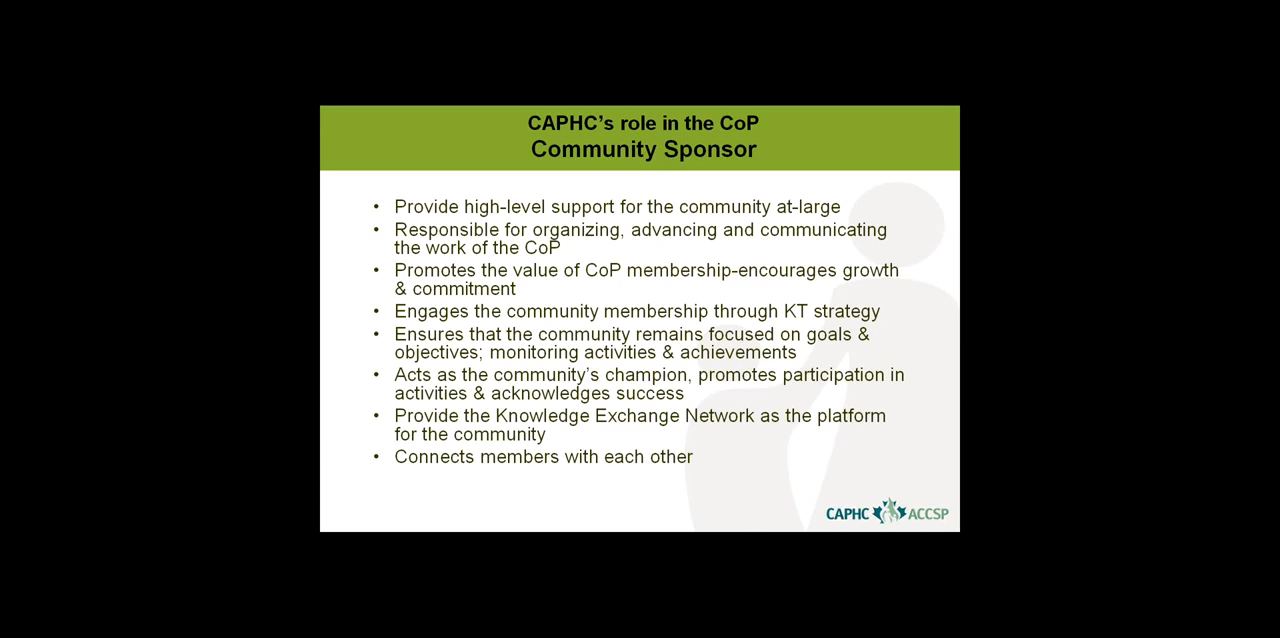 CAPHC’s role in the CoP
Community Sponsor
• Provide high-level support for the community at-large
• Responsible for organizing, advancing and communicating
the work of the CoP
• Promotes the value of CoP membership-encourages growth
& commitment
• Engages the community membership through KT strategy
• Ensures that the community remains focused on goals &
objectives; monitoring activities & achievements
• Acts as the community’s champion, promotes participation in
activities & acknowledges success
• Provide the Knowledge Exchange Network as the platform
for the community
• Connects members with each other
CAPHC ACCSP